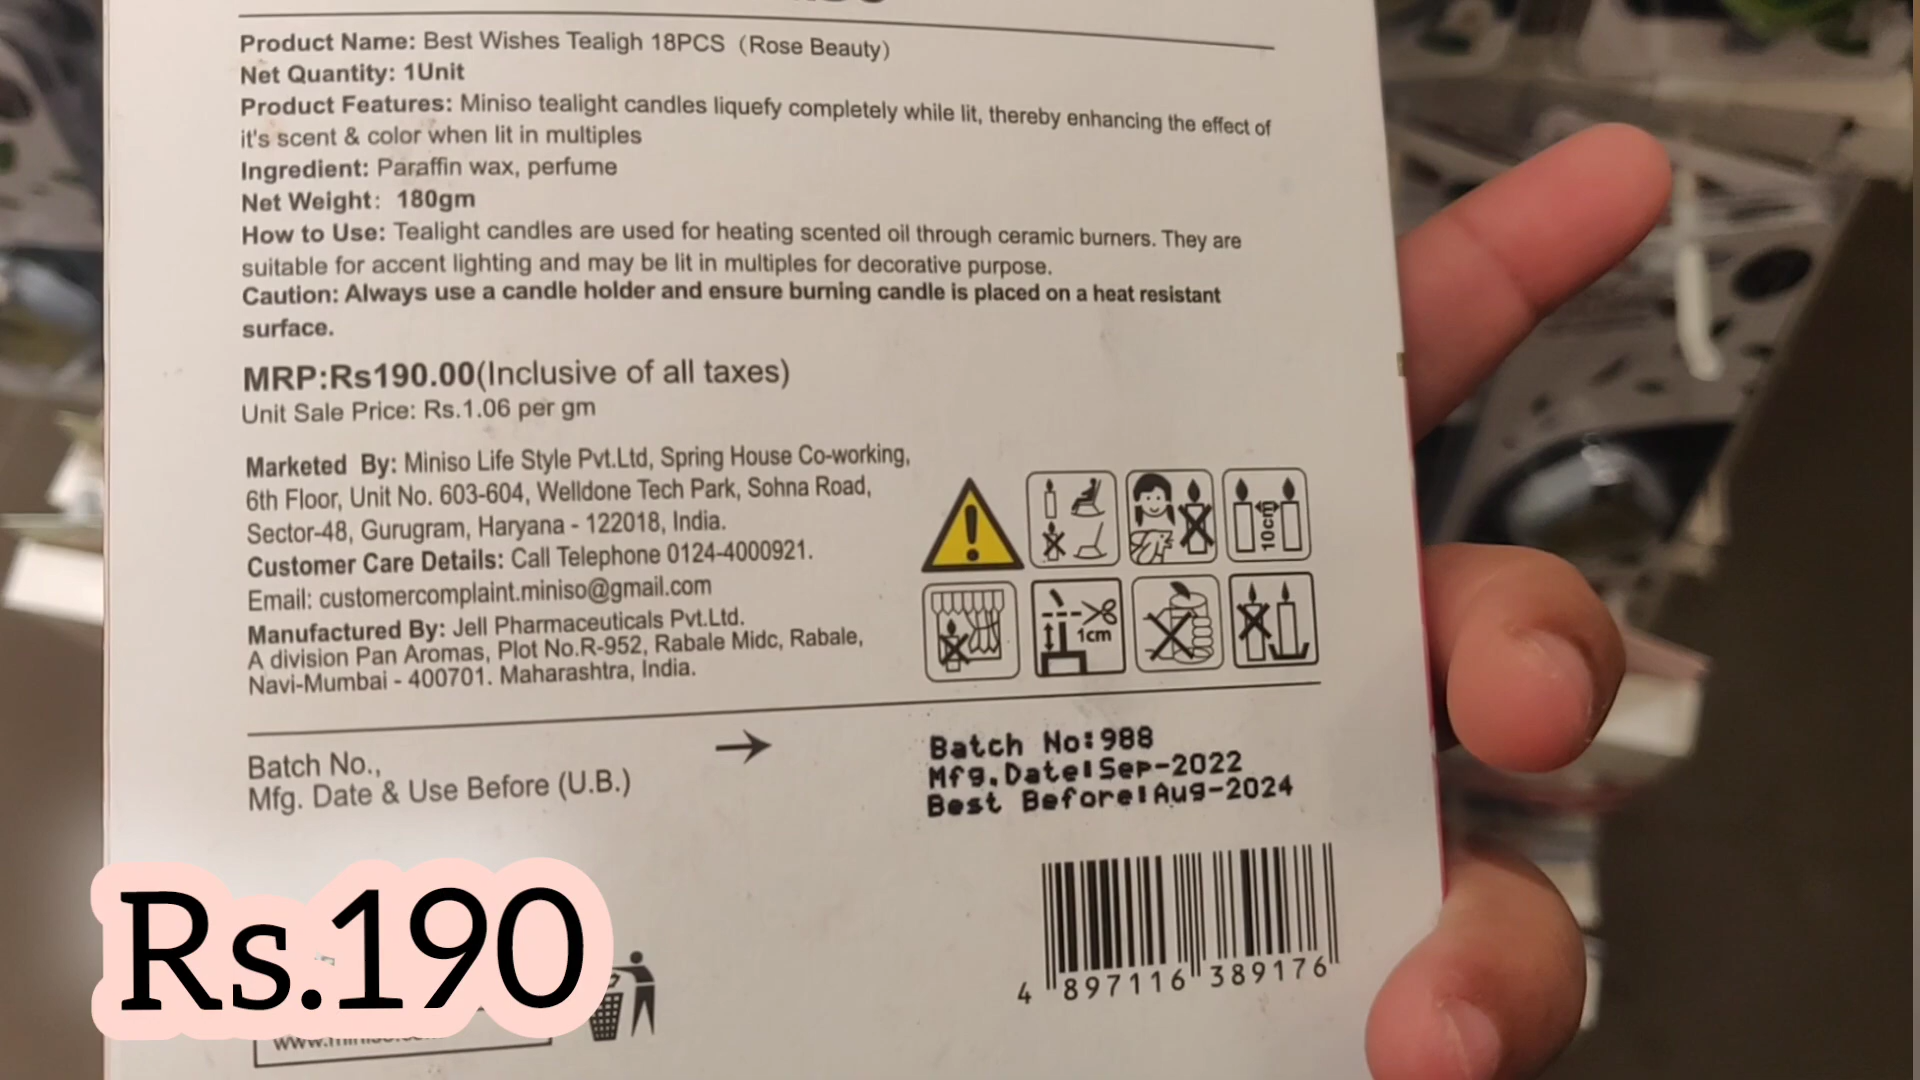 Product Name: Best Wishes Tealigh 18PCS (Rose Beauty)
Net Quantity: 1Unit
Product Features: Miniso tealight candles liquefy completely while lit, thereby enhancing the effect of
it's scent & color when lit in multiples
Ingredient: Paraffin wax, perfume
Net Weight: 180gm
How to Use: Tealight candles are used for heating scented oil through ceramic burners. They are
suitable for accent lighting and may be lit in multiples for decorative purpose.
Caution: Always use a candle holder and ensure burning candle is placed on a heat resistant
surface.
MRP:Rs190.00(Inclusive of all taxes)
Unit Sale Price: Rs.1.06 per gm
Marketed By: Miniso Life Style Pvt.Ltd, Spring House Co-working,
6th Floor, Unit No. 603-604, Welldone Tech Park, Sohna Road,
Sector-48, Gurugram, Haryana - 122018, India.
Customer Care Details: Call Telephone 0124-4000921.
Email: customercomplaint.miniso@gmail.com
Manufactured By: Jell Pharmaceuticals Pvt.Ltd.
A division Pan Aromas, Plot No.R-952, Rabale Midc, Rabale,
Navi-Mumbai - 400701. Maharashtra, India.
10cm
1cm
Batch No.,
Mfg. Date & Use Before (U.B.)
Batch No:988
Mfg.Date:Sep-2022
Best Before:Aug-2024
4 897116 389176
Rs.190